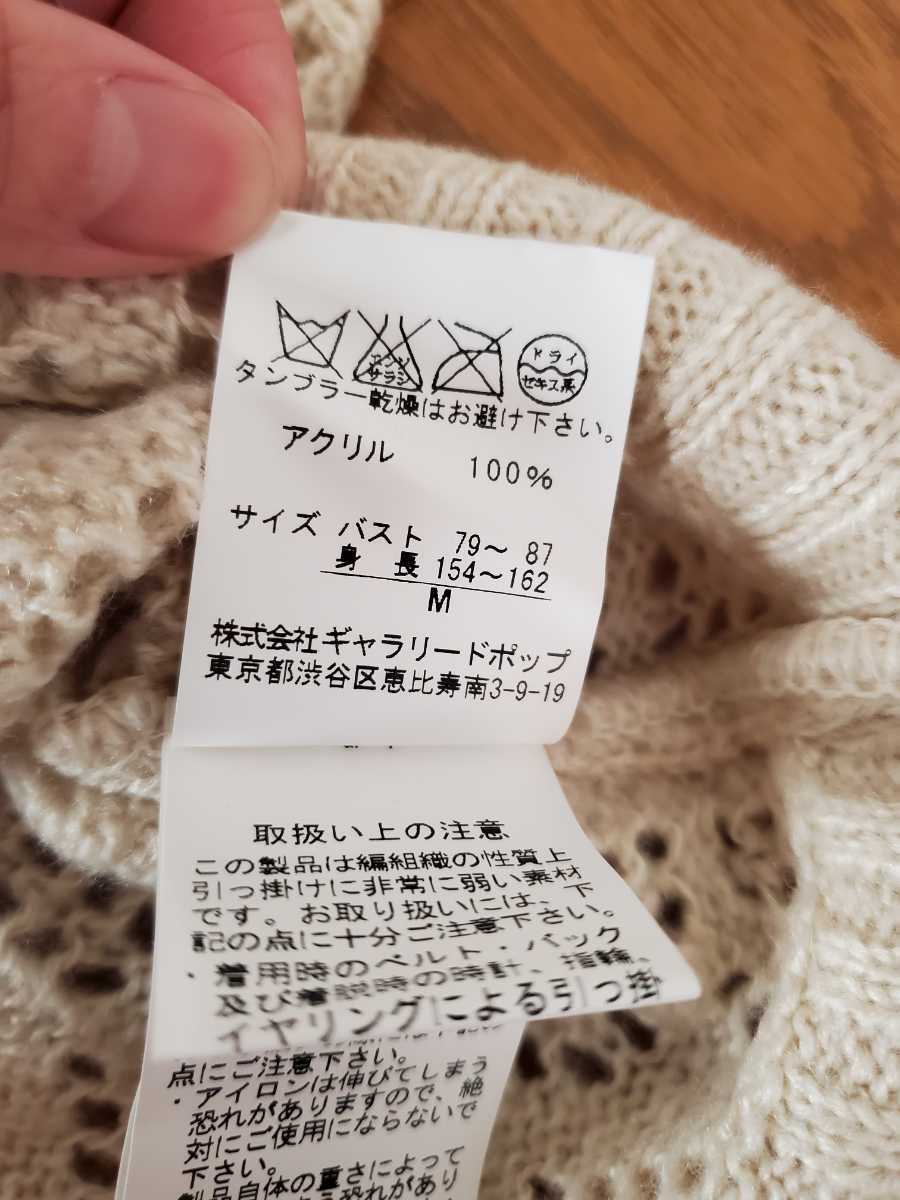 エンソ
サラシ
ドライ
セキユ系
タンブラー乾燥はお避け下さい。
アクリル 100%
サイズ バスト 79～ 87
身 長 154～162
M
株式会社ギャラリードポップ
東京都渋谷区恵比寿南3-9-19
取扱い上の注意
この製品は編組織の性質上
引っ掛けに非常に弱い素材
です。お取り扱いには、下
記の点に十分ご注意下さい。
・着用時のベルト・バック
及び着脱時の時計、指輪、
イヤリングによる引っ掛
点にご注意下さい。
・アイロンは伸びてしまう
恐れがありますので、絶
対にご使用にならないで
下さい。
製品自体の重さによって
恐れがあり